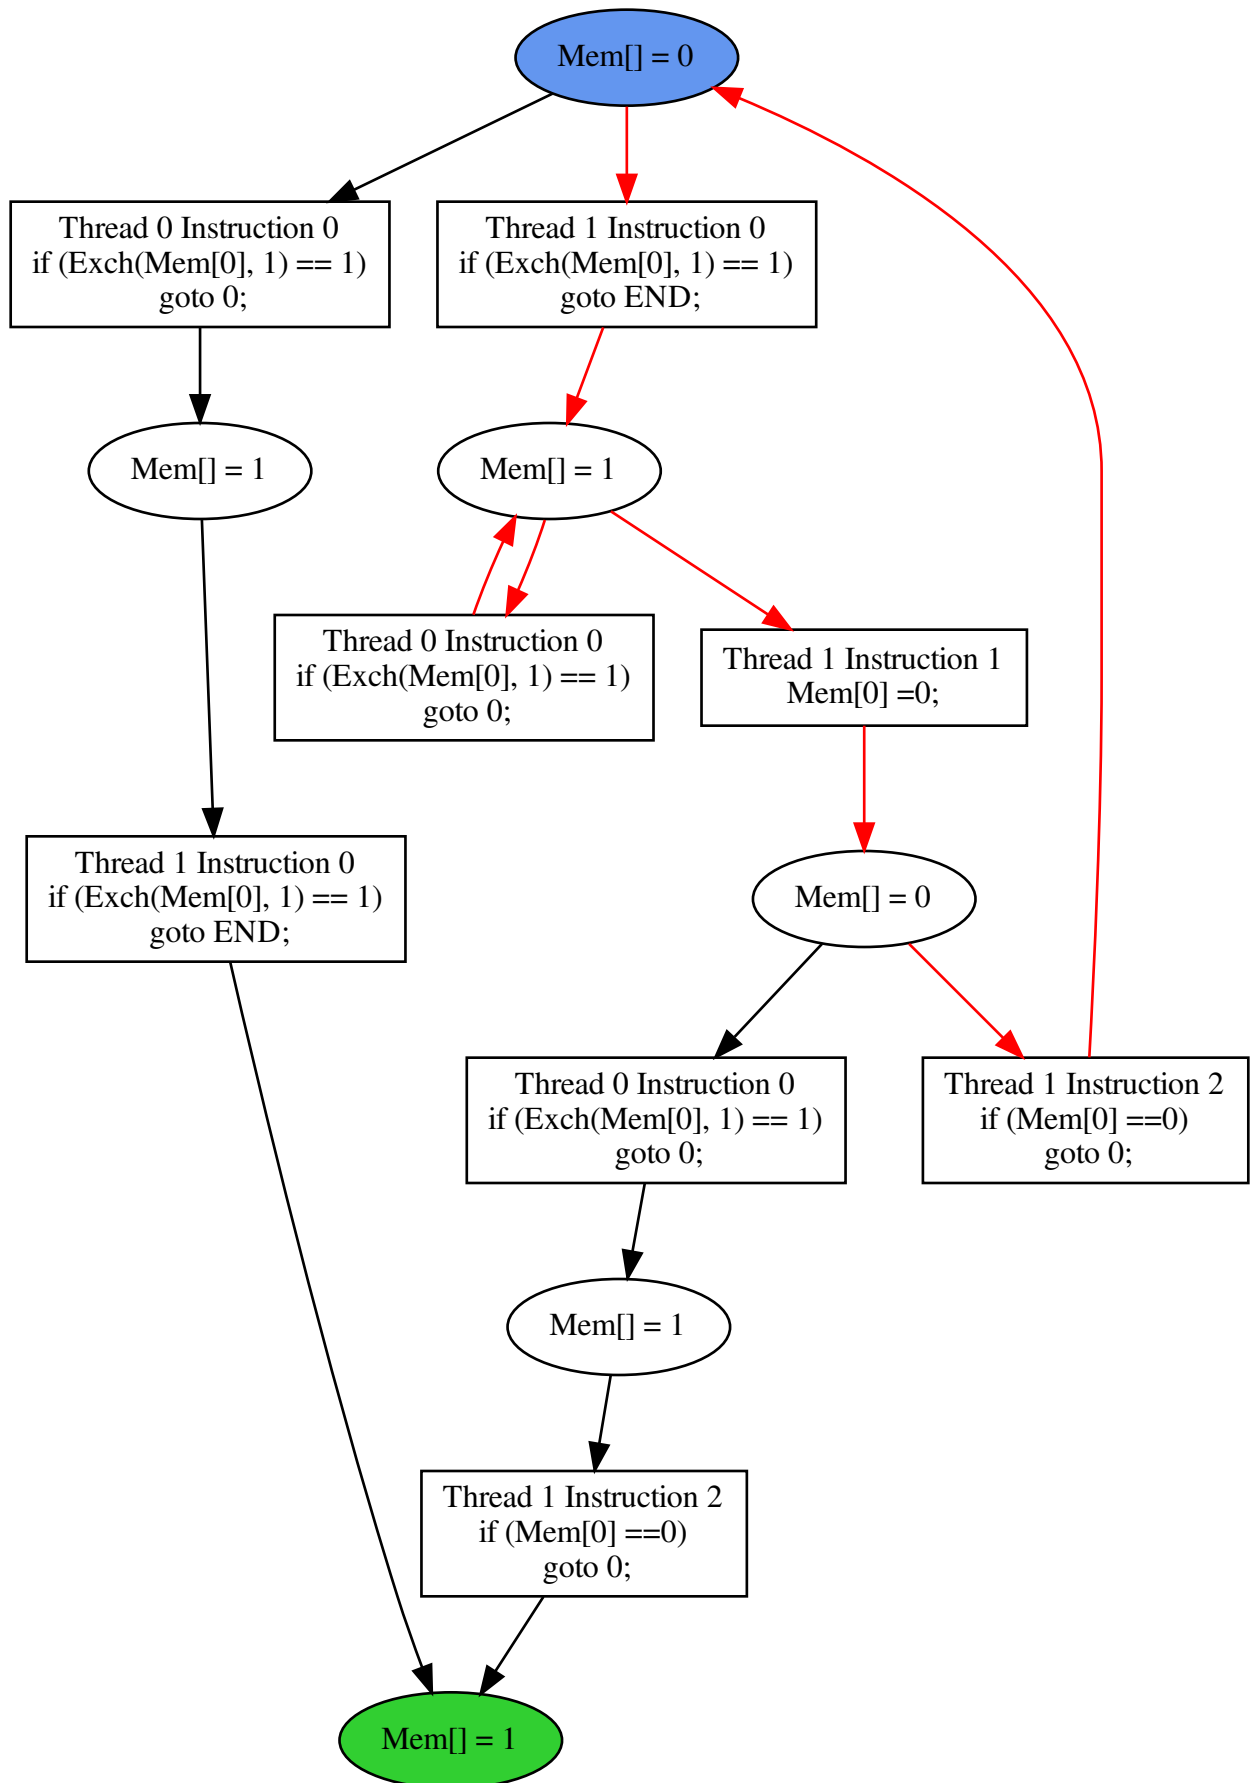 Mem[] = 0
Thread 0 Instruction 0
if (Exch(Mem[0], 1) == 1)
goto 0;
Thread 1 Instruction 0
if (Exch(Mem[0], 1) == 1)
goto END;
Mem[] = 1
Mem[] = 1
Thread 0 Instruction 0
if (Exch(Mem[0], 1) == 1)
goto 0;
Thread 1 Instruction 1
Mem[0] =0;
Thread 1 Instruction 0
if (Exch(Mem[0], 1) == 1)
goto END;
Mem[] = 0
Thread 0 Instruction 0
if (Exch(Mem[0], 1) == 1)
goto 0;
Thread 1 Instruction 2
if (Mem[0] ==0)
goto 0;
Mem[] = 1
Thread 1 Instruction 2
if (Mem[0] ==0)
goto 0;
Mem[] = 1